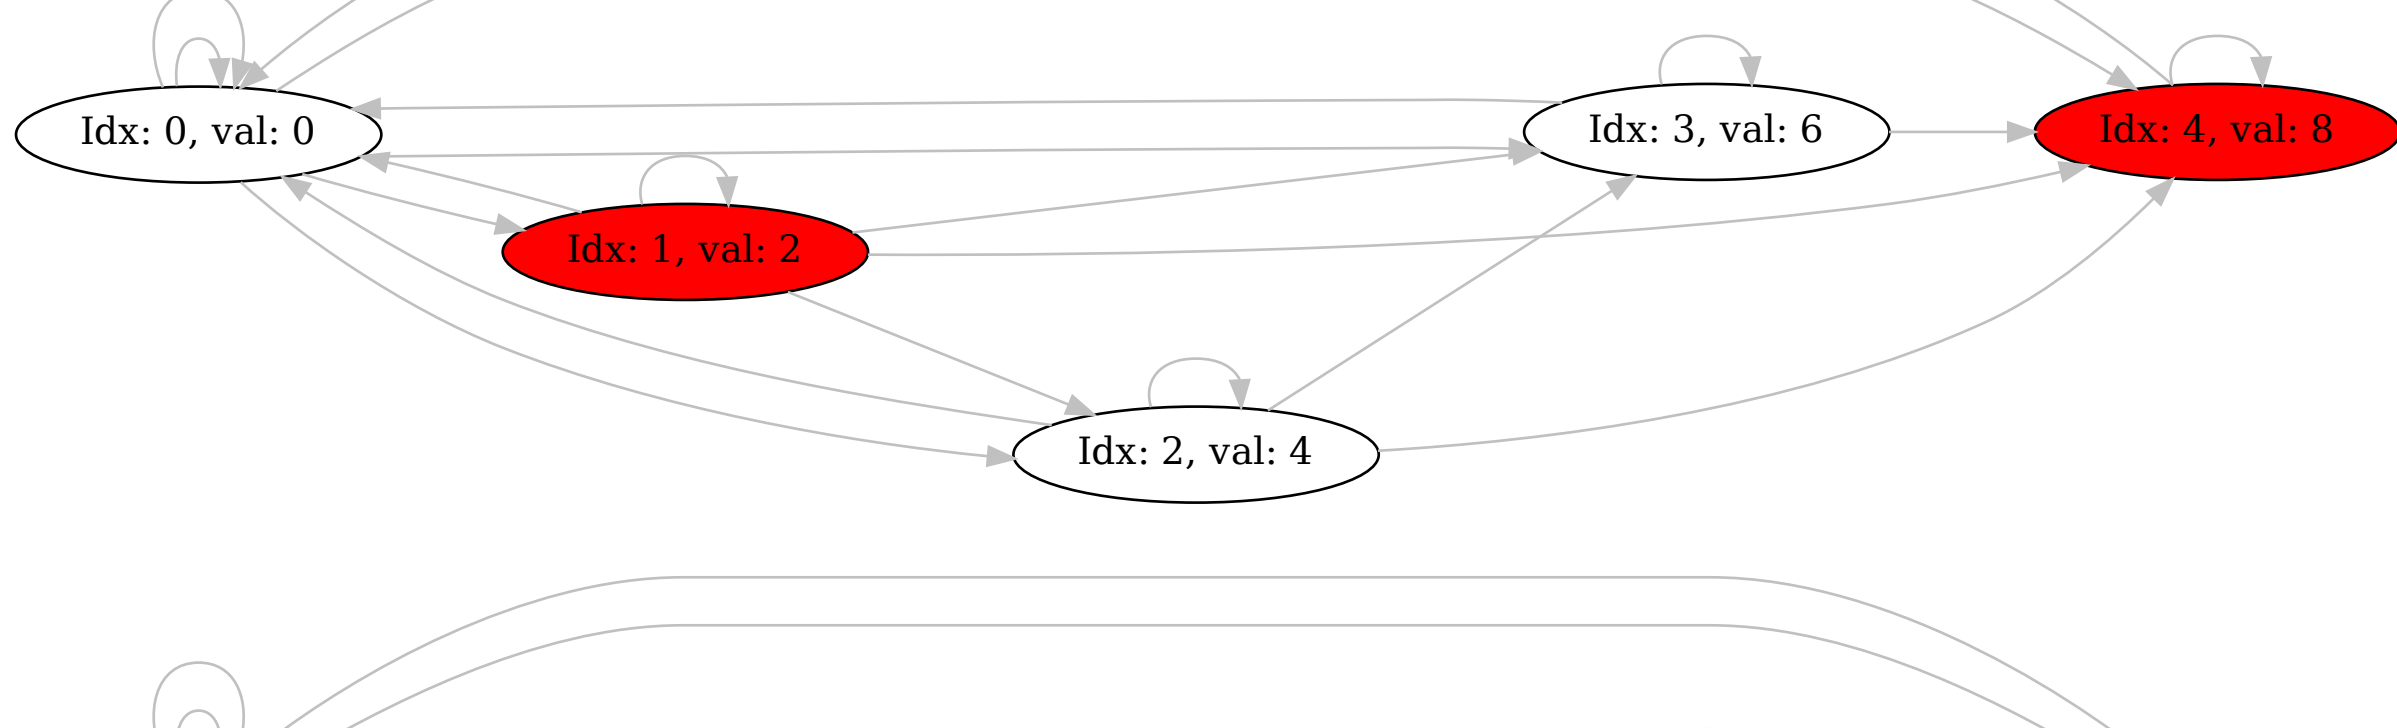 Idx: 0, val: 0
Idx: 3, val: 6
Idx: 4, val: 8
Idx: 1, val: 2
Idx: 2, val: 4